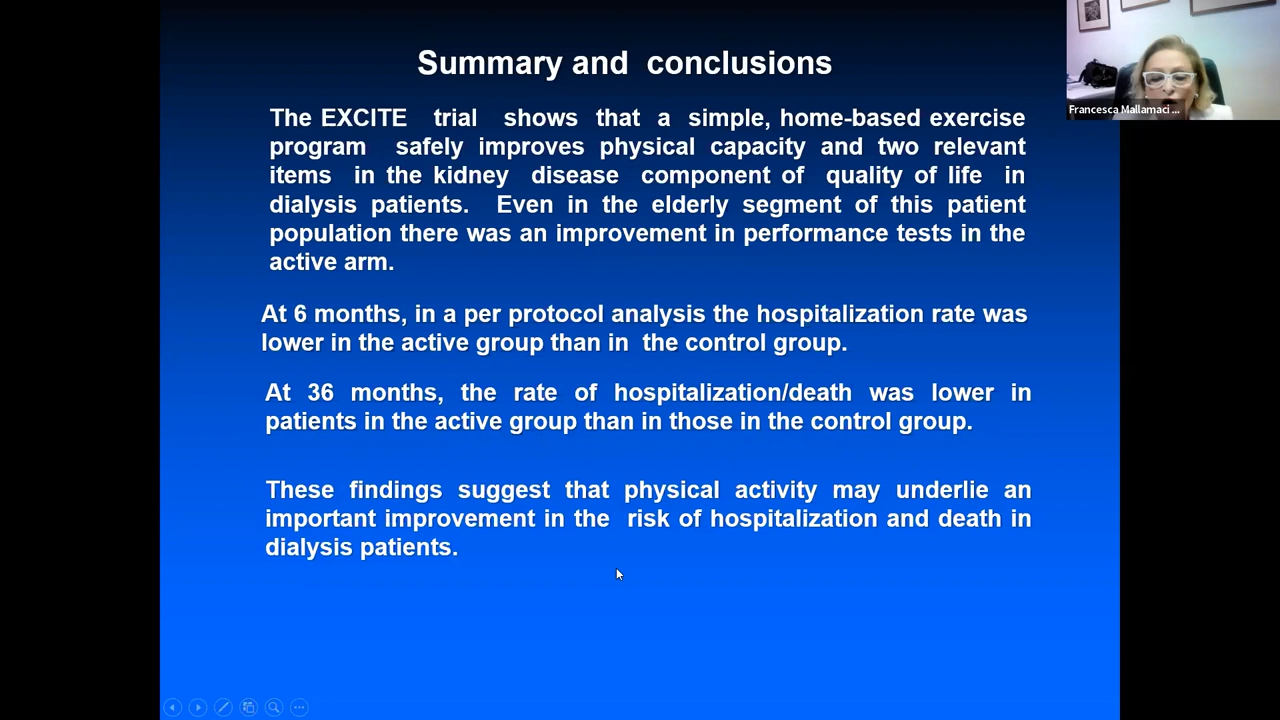 Summary and conclusions
The EXCITE trial shows that a simple, home-based exercise
program safely improves physical capacity and two relevant
items in the kidney disease component of quality of life in
dialysis patients. Even in the elderly segment of this patient
population there was an improvement in performance tests in the
active arm.
At 6 months, in a per protocol analysis the hospitalization rate was
lower in the active group than in the control group.
At 36 months, the rate of hospitalization/death was lower in
patients in the active group than in those in the control group.
These findings suggest that physical activity may underlie an
important improvement in the risk of hospitalization and death in
dialysis patients.
Francesca Mallamaci ...